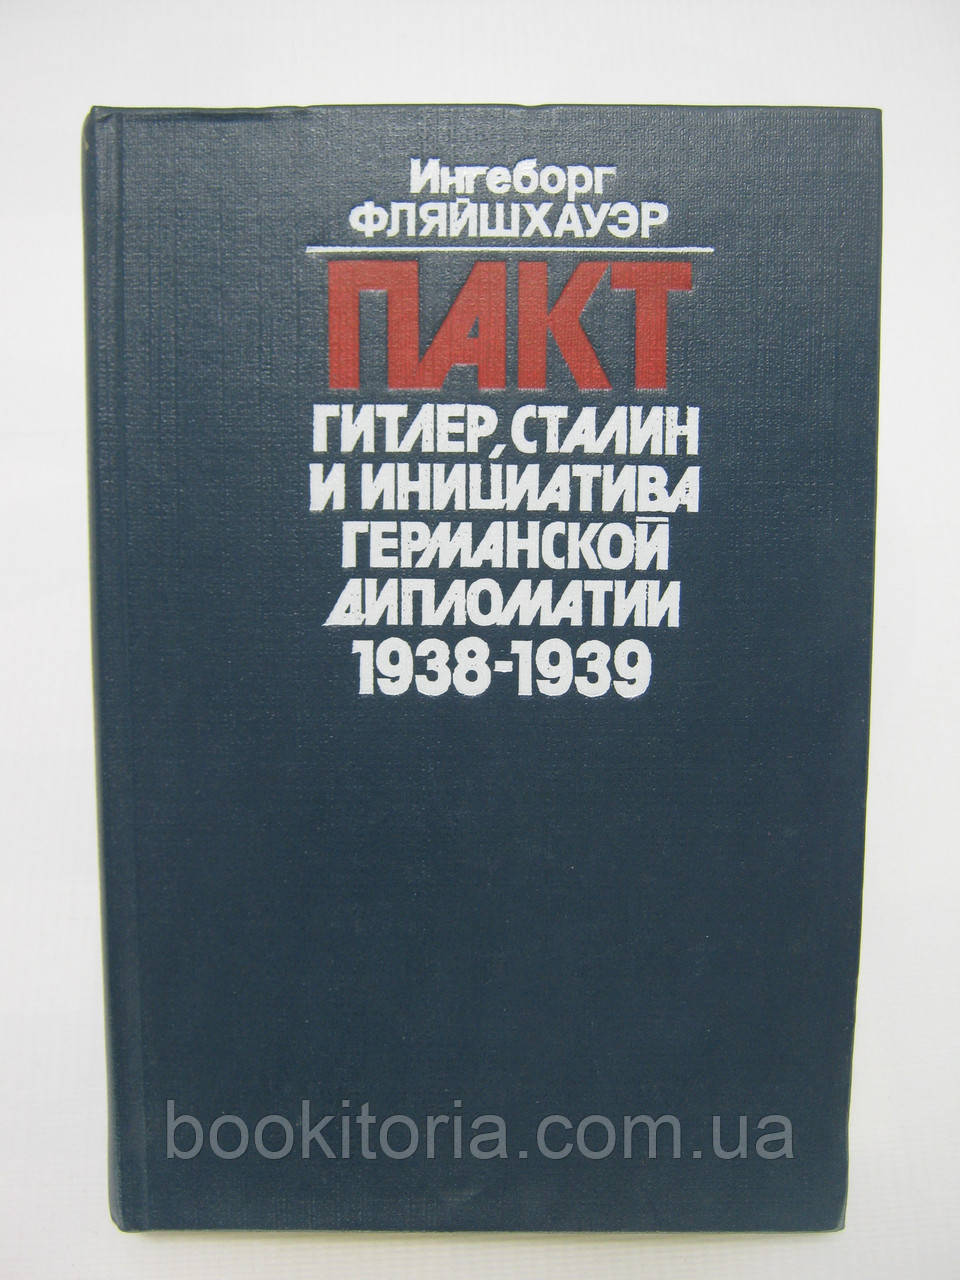 Ингеборг
ФЛЯЙШХАУЭР
ПАКТ
ГИТЛЕР, СТАЛИН
И ИНИЦИАТИВА
ГЕРМАНСКОЙ
ДИПЛОМАТИИ
1938-1939
bookitoria.com.ua